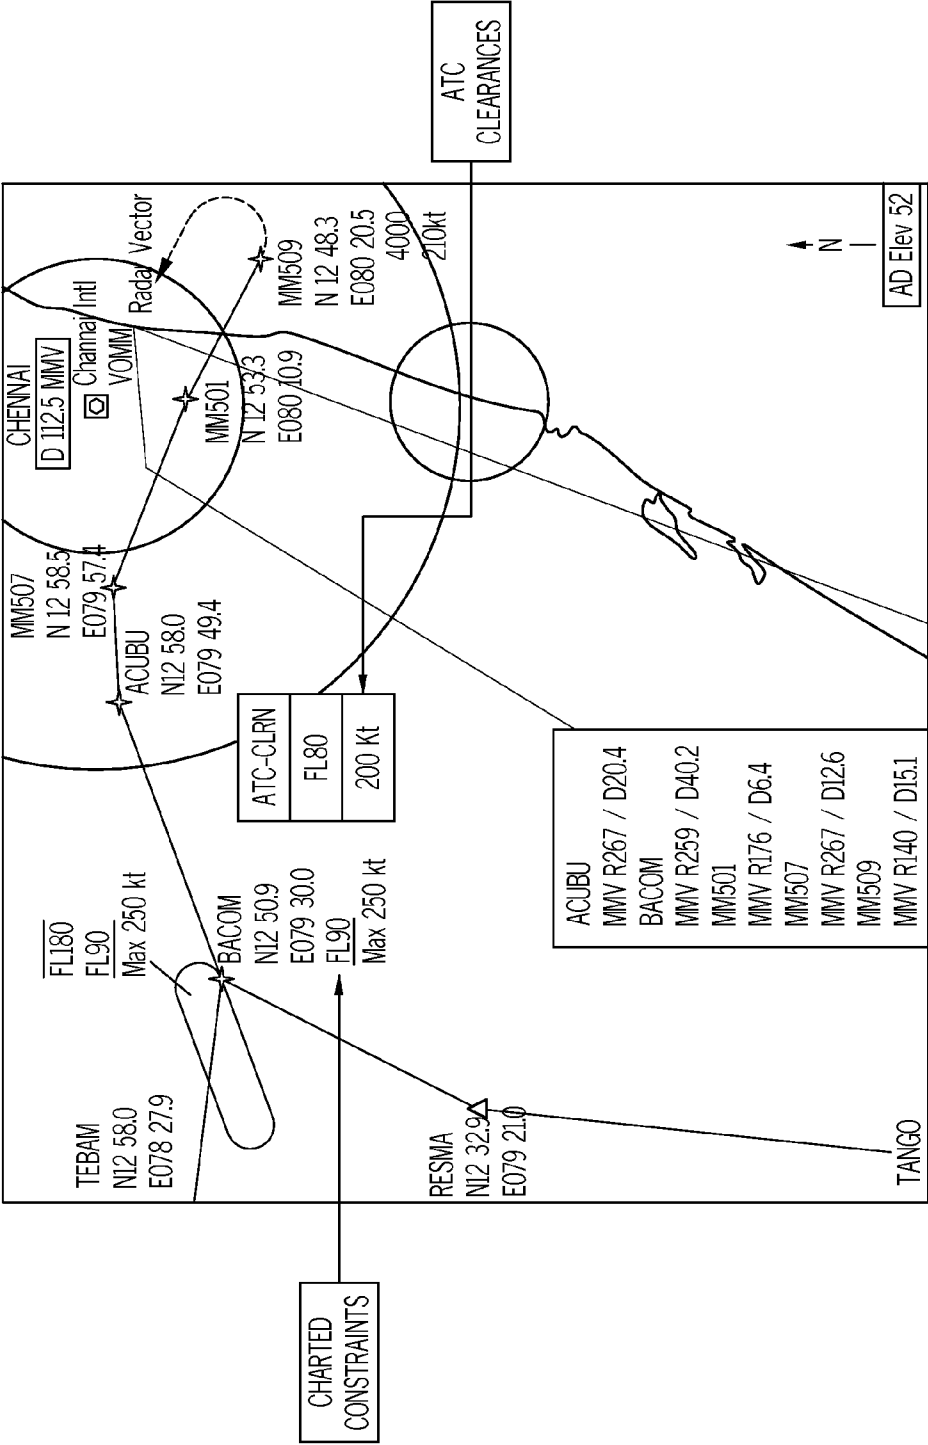 ATC
CLEARANCES
CHENNAI
D 112.5 MMV
Channai Intl
VOMM
Radar Vector
MM509
N 12 48.3
E080 20.5
4000
210kt
MM501
N 12 53.3
E080 10.9
MM507
N 12 58.5
E079 57.4
ACUBU
N12 58.0
E079 49.4
ATC-CLRN
FL80
200 Kt
FL180
FL90
Max 250 kt
BACOM
N12 50.9
E079 30.0
FL90
Max 250 kt
TEBAM
N12 58.0
E078 27.9
RESMA
N12 32.9
E079 21.0
TANGO
ACUBU
MMV R267 / D20.4
BACOM
MMV R259 / D40.2
MM501
MMV R176 / D6.4
MM507
MMV R267 / D12.6
MM509
MMV R140 / D15.1
N
AD Elev 52
CHARTED
CONSTRAINTS